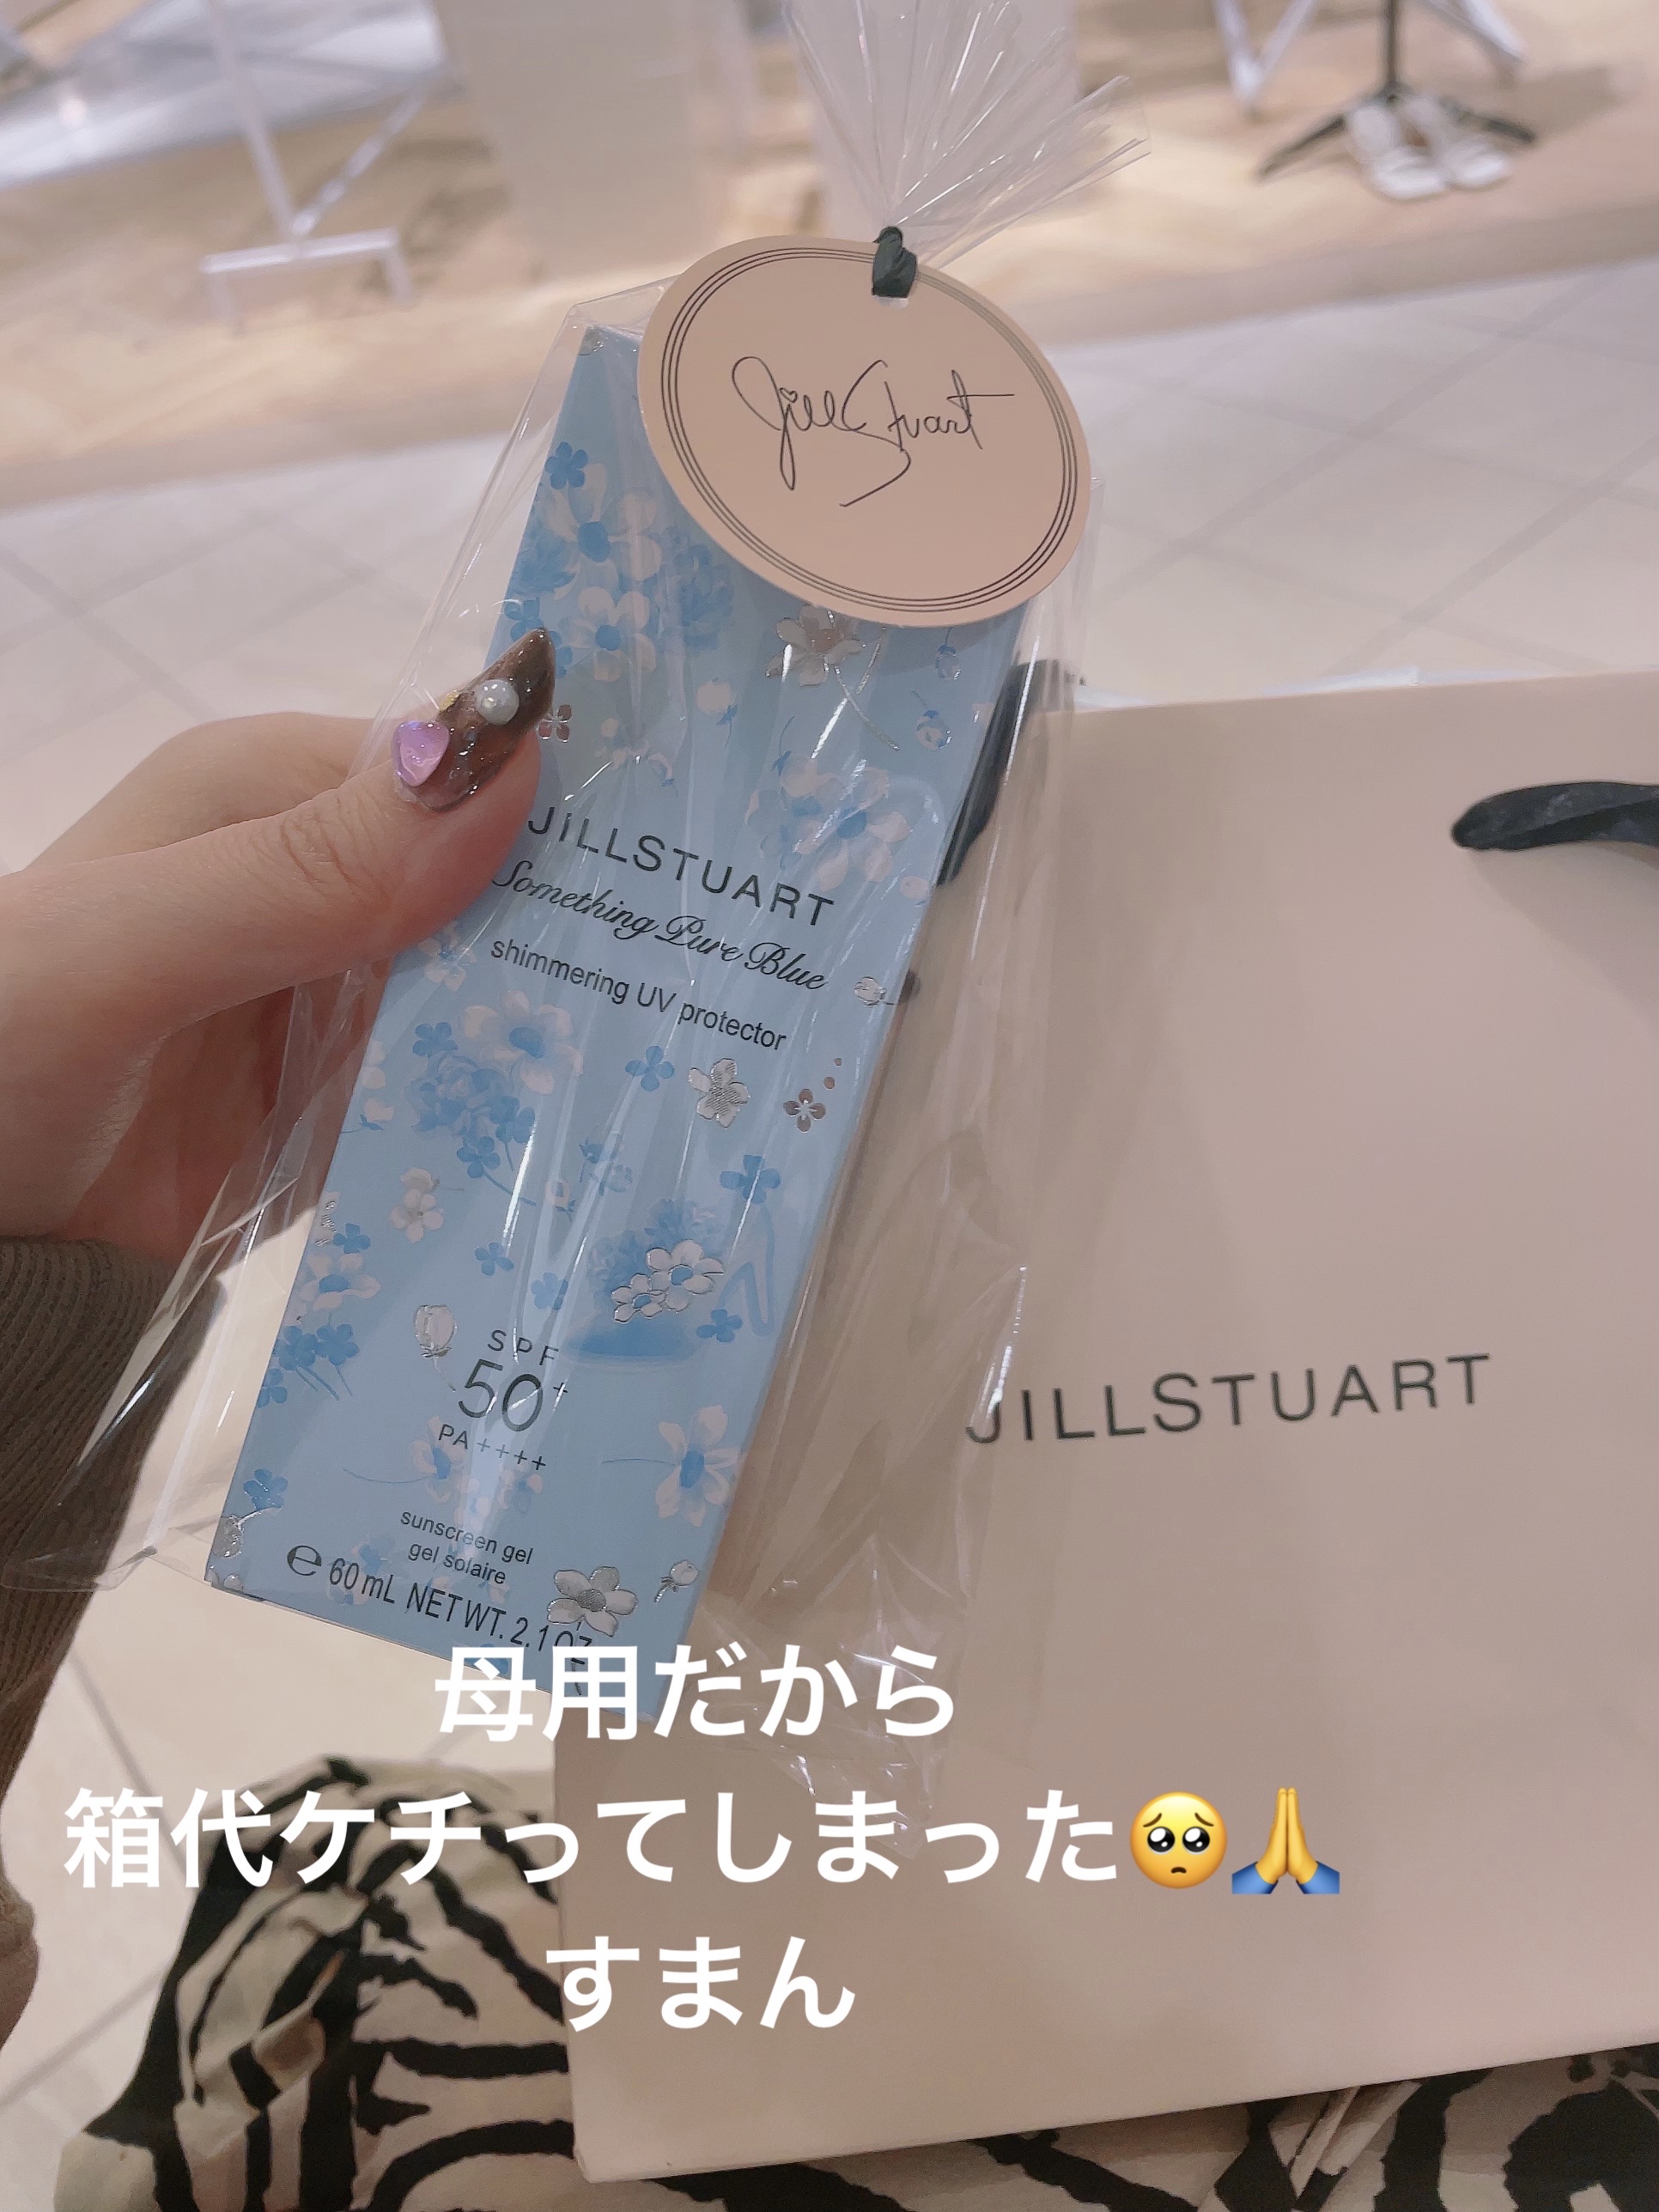 JillStuart
JILLSTUART
Something Pure Blue
shimmering UV protector
SPF
50+
PA++++
sunscreen gel
gel solaire
℮ 60 mL NET WT. 2.1 OZ.
JILLSTUART
母用だから
箱代ケチってしまった🥺🙏
すまん